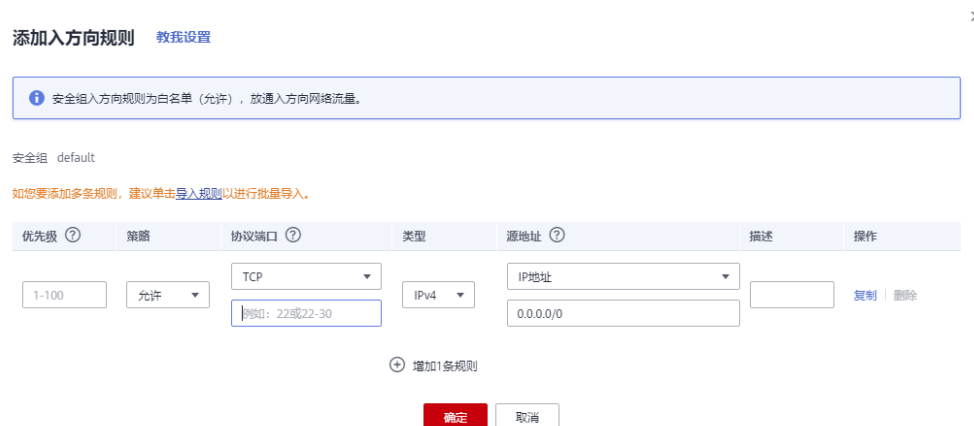 添加入方向规则 教我设置
安全组入方向规则为白名单（允许），放通入方向网络流量。
安全组 default
如您要添加多条规则，建议单击导入规则以进行批量导入。
优先级 ? 策略 协议端口 ? 类型 源地址 ? 描述 操作
1-100 允许 TCP IPv4 IP地址 复制 删除
例如：22或22-30 0.0.0.0/0
增加1条规则
确定 取消